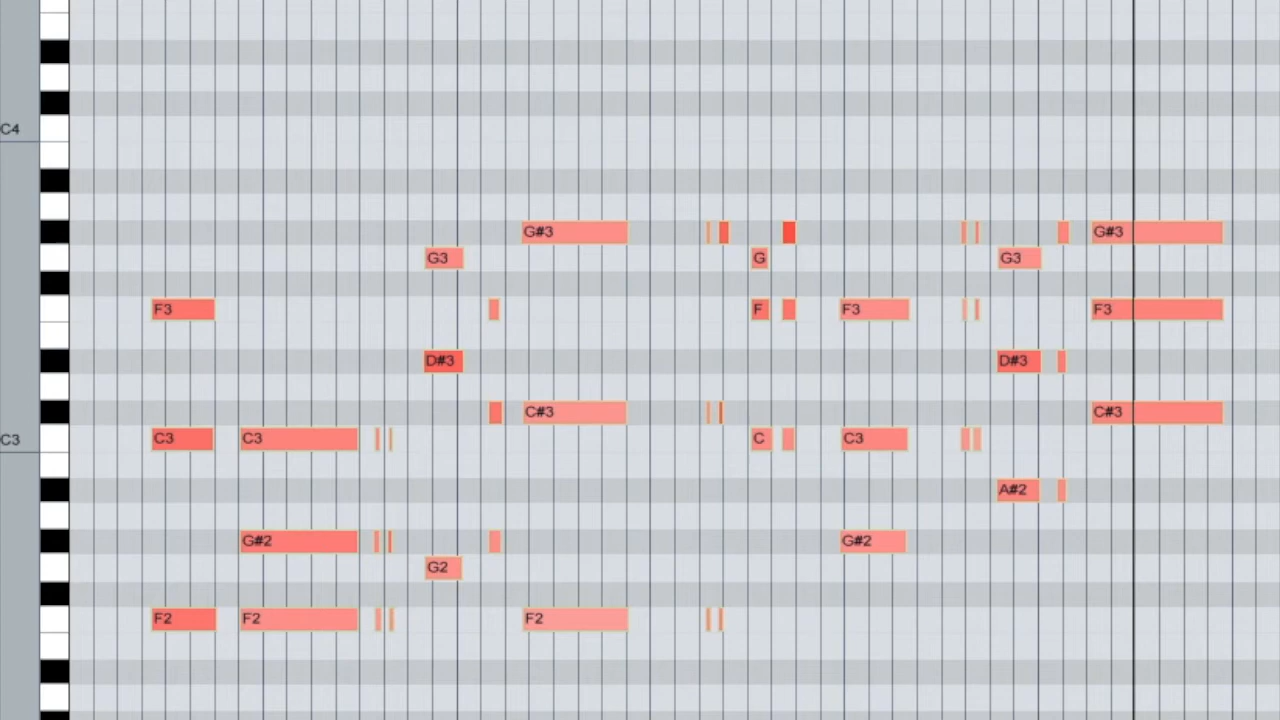 C4
G#3 G#3
G3 G G3
F3 F F3 F3
D#3 D#3
C#3 C#3
C3 C3 C3 C C3
A#2
G#2 G#2
G2
F2 F2 F2